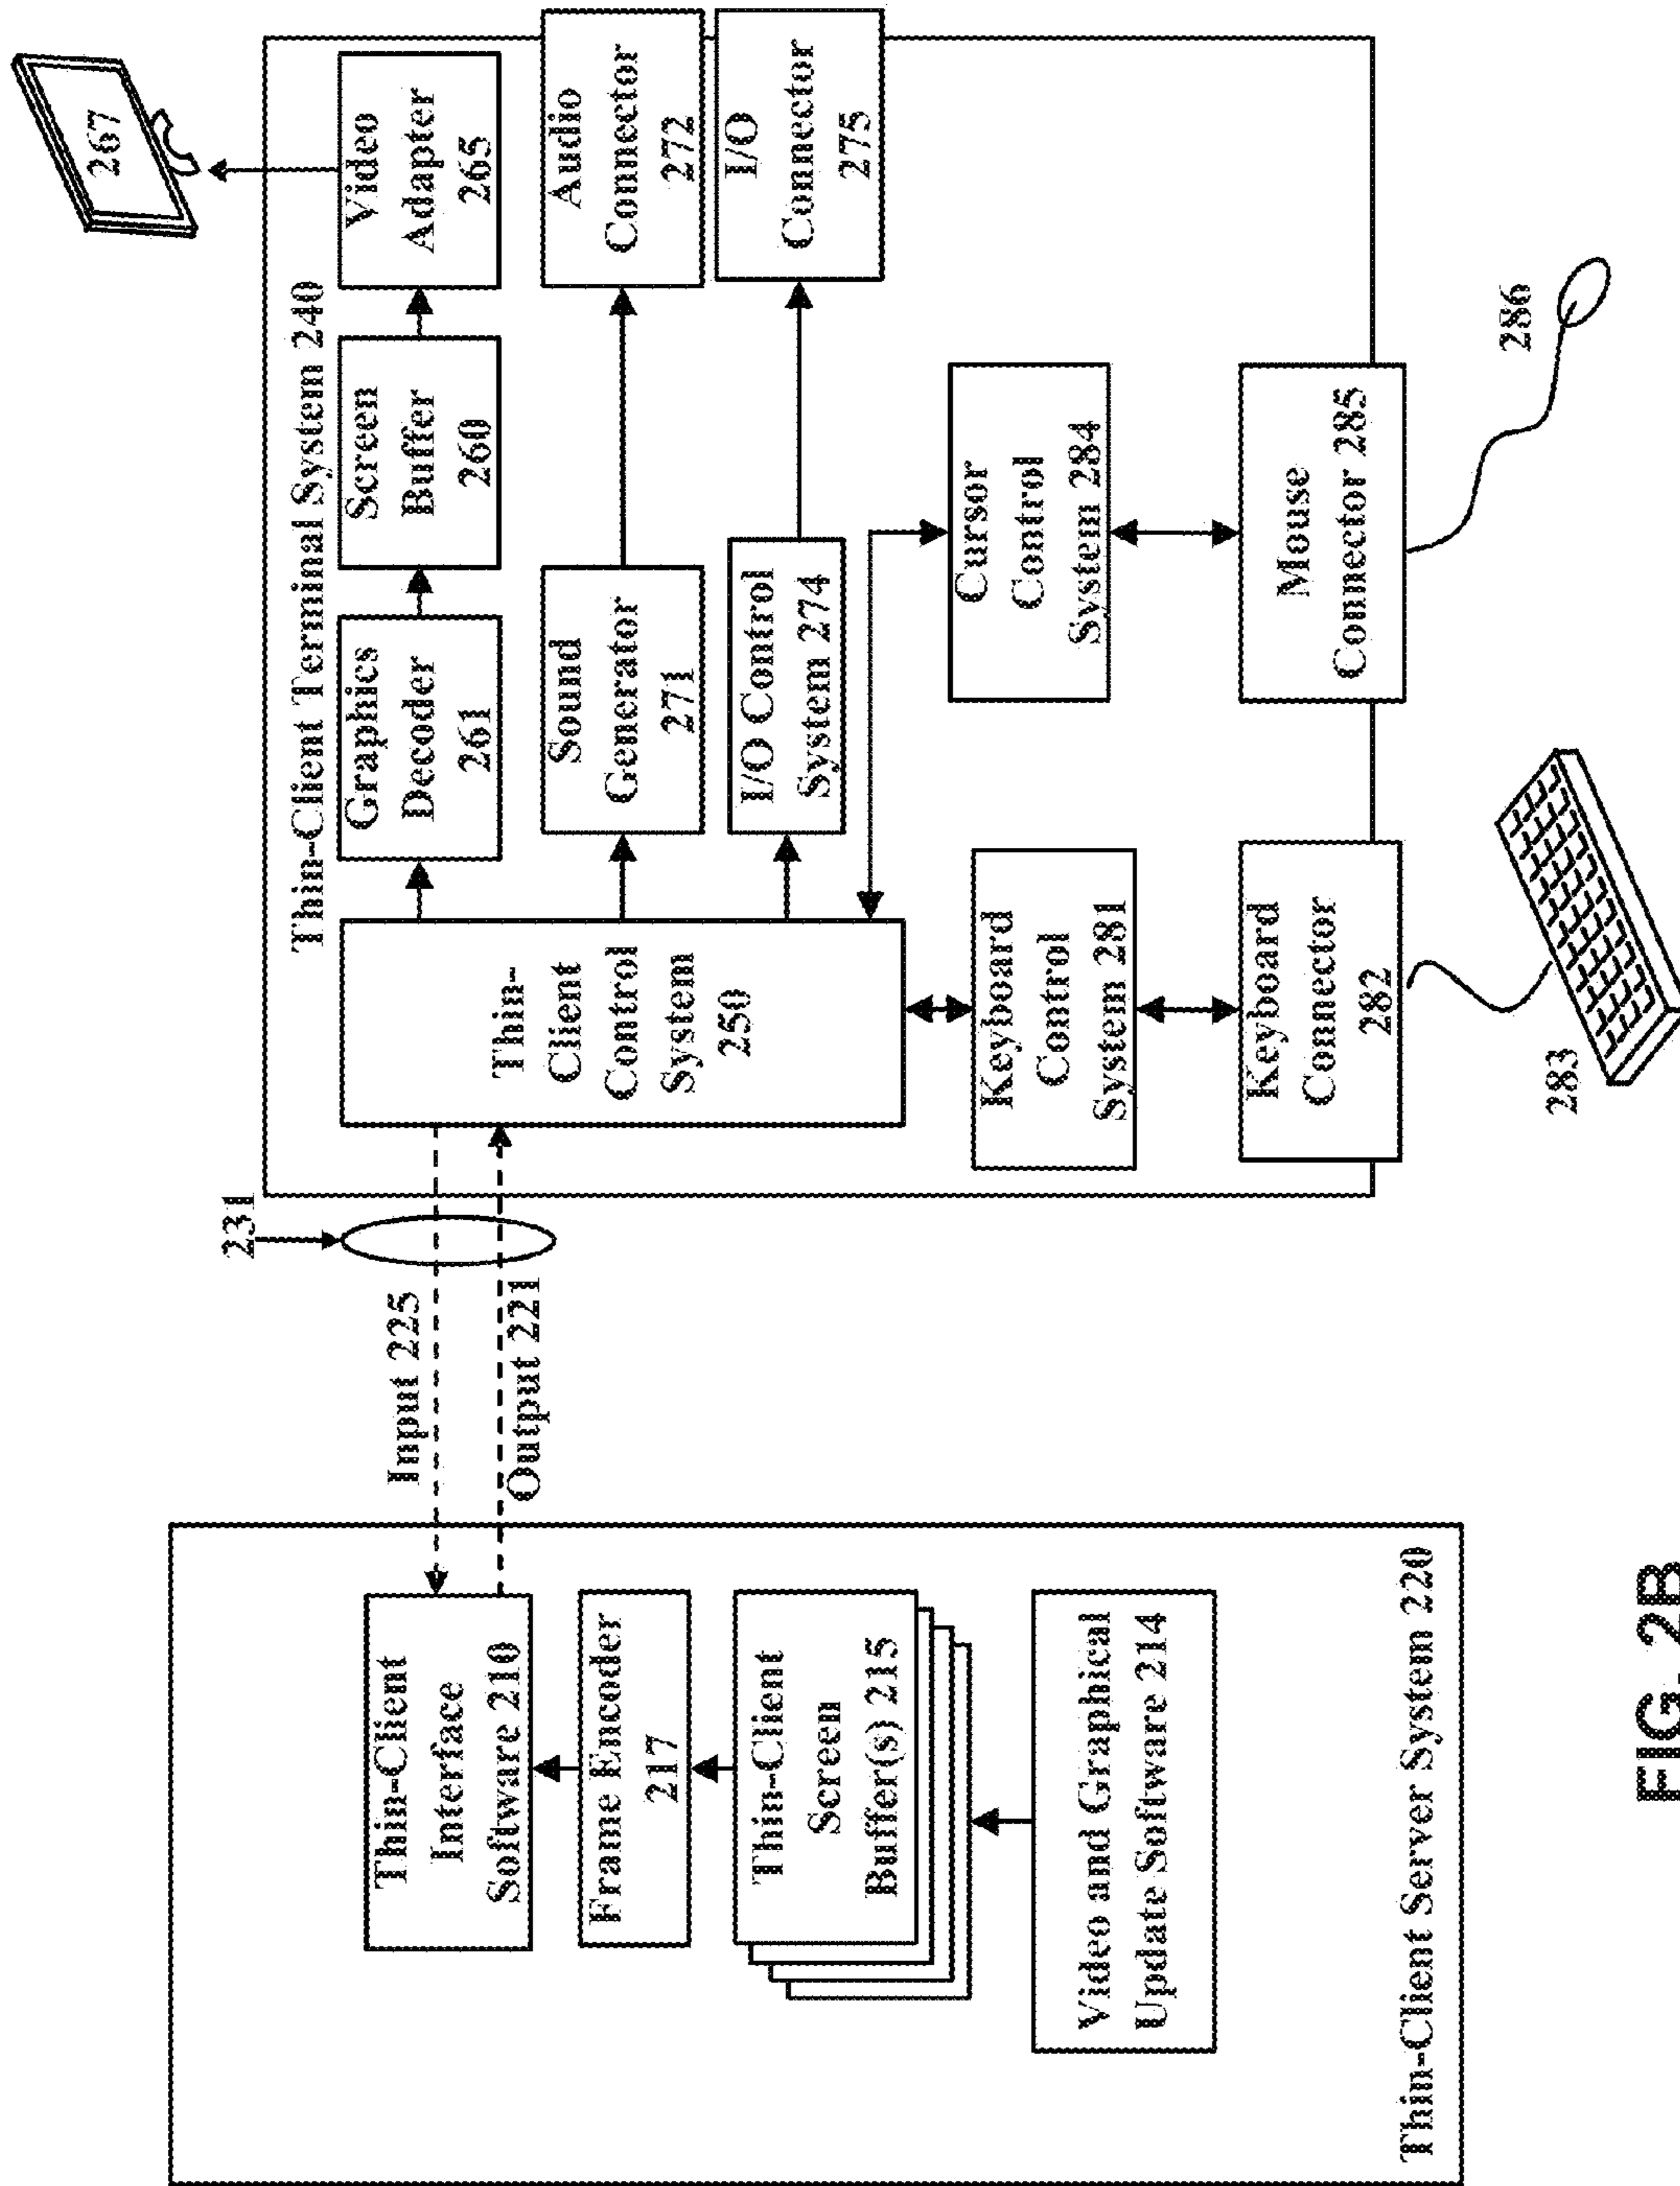 Thin-Client Server System 220
Thin-Client
Interface
Software 210
Frame Encoder
217
Thin-Client
Screen
Buffer(s) 215
Video and Graphical
Update Software 214
Input 225
Output 221
231
Thin-Client Terminal System 240
Thin-
Client
Control
System
250
Graphics
Decoder
261
Screen
Buffer
260
Video
Adapter
265
267
Sound
Generator
271
Audio
Connector
272
I/O Control
System 274
I/O
Connector
275
Keyboard
Control
System 281
Cursor
Control
System 284
Keyboard
Connector
282
Mouse
Connector 285
283
286
FIG. 2B